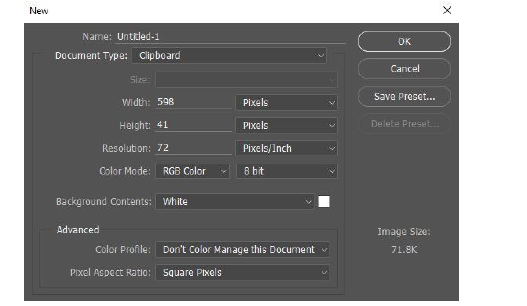 New
Name: Untitled-1
Document Type: Clipboard
OK
Size:
Cancel
Width: 598 Pixels
Save Preset...
Height: 41 Pixels
Delete Preset...
Resolution: 72 Pixels/Inch
Color Mode: RGB Color 8 bit
Background Contents: White
Advanced
Image Size:
Color Profile: Don't Color Manage this Document
71.8K
Pixel Aspect Ratio: Square Pixels